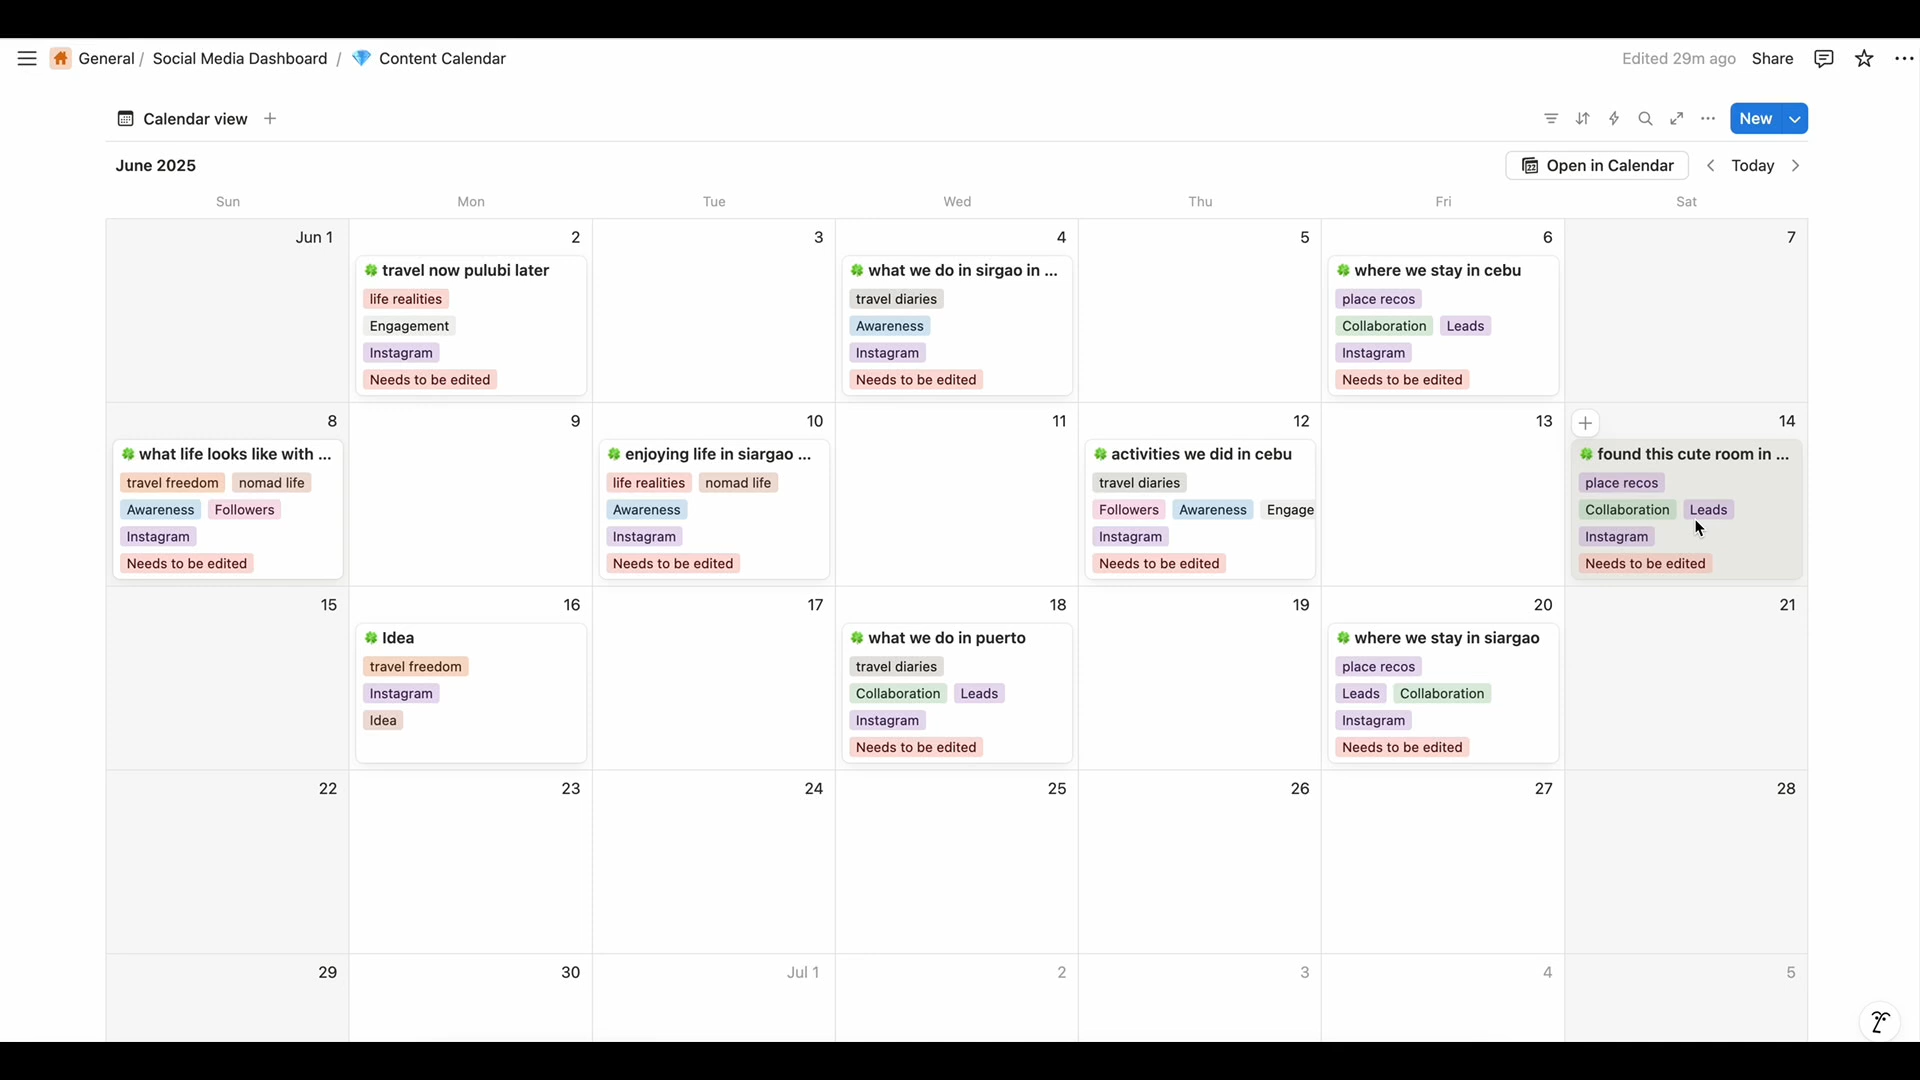 General / Social Media Dashboard / Content Calendar
Edited 29m ago Share
Calendar view
New
June 2025
Open in Calendar Today
Sun Mon Tue Wed Thu Fri Sat
Jun 1 2 3 4 5 6 7
travel now pulubi later
life realities
Engagement
Instagram
Needs to be edited
what we do in sirgao in ...
travel diaries
Awareness
Instagram
Needs to be edited
where we stay in cebu
place recos
Collaboration Leads
Instagram
Needs to be edited
8 9 10 11 12 13 14
what life looks like with ...
travel freedom nomad life
Awareness Followers
Instagram
Needs to be edited
enjoying life in siargao ...
life realities nomad life
Awareness
Instagram
Needs to be edited
activities we did in cebu
travel diaries
Followers Awareness Engage
Instagram
Needs to be edited
found this cute room in ...
place recos
Collaboration Leads
Instagram
Needs to be edited
15 16 17 18 19 20 21
Idea
travel freedom
Instagram
Idea
what we do in puerto
travel diaries
Collaboration Leads
Instagram
Needs to be edited
where we stay in siargao
place recos
Leads Collaboration
Instagram
Needs to be edited
22 23 24 25 26 27 28
29 30 Jul 1 2 3 4 5